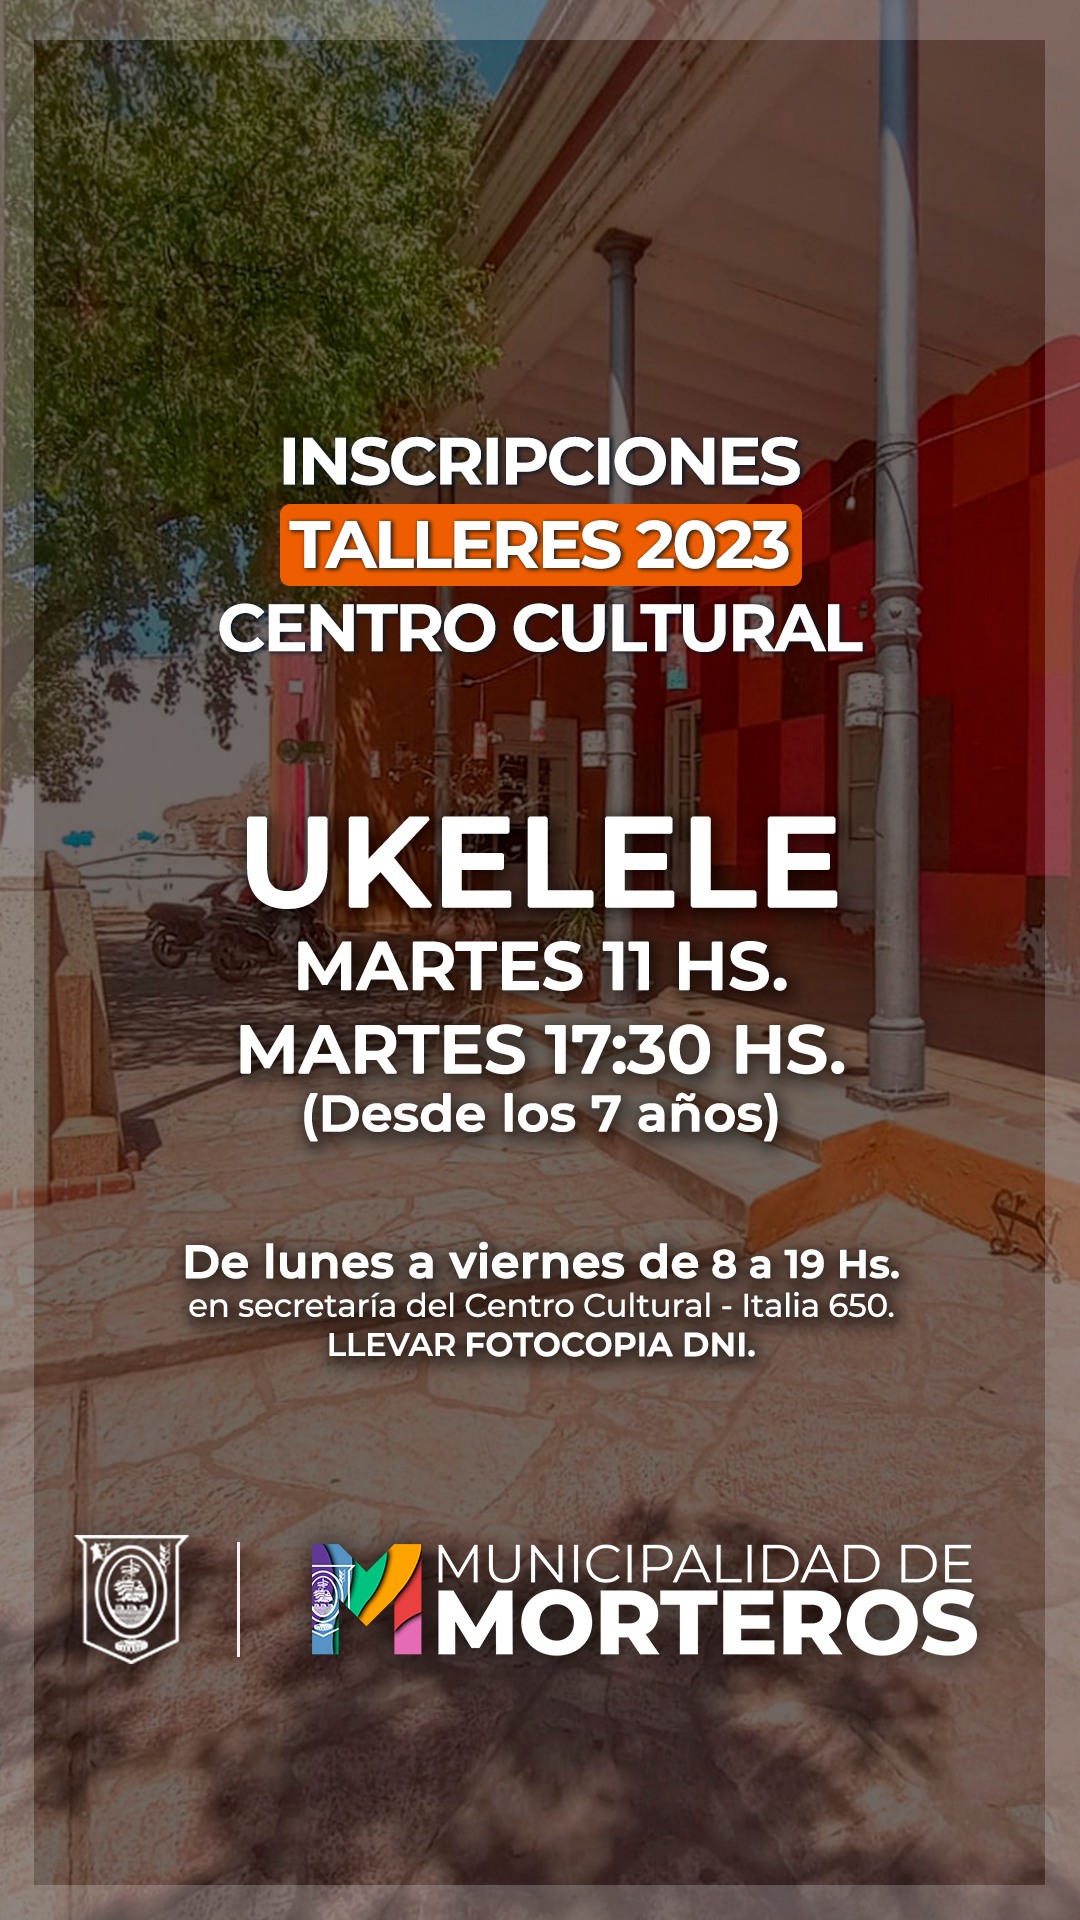 INSCRIPCIONES
TALLERES 2023
CENTRO CULTURAL
UKELELE
MARTES 11 HS.
MARTES 17:30 HS.
(Desde los 7 años)
De lunes a viernes de 8 a 19 Hs.
en secretaría del Centro Cultural - Italia 650.
LLEVAR FOTOCOPIA DNI.
MUNICIPALIDAD DE
MORTEROS